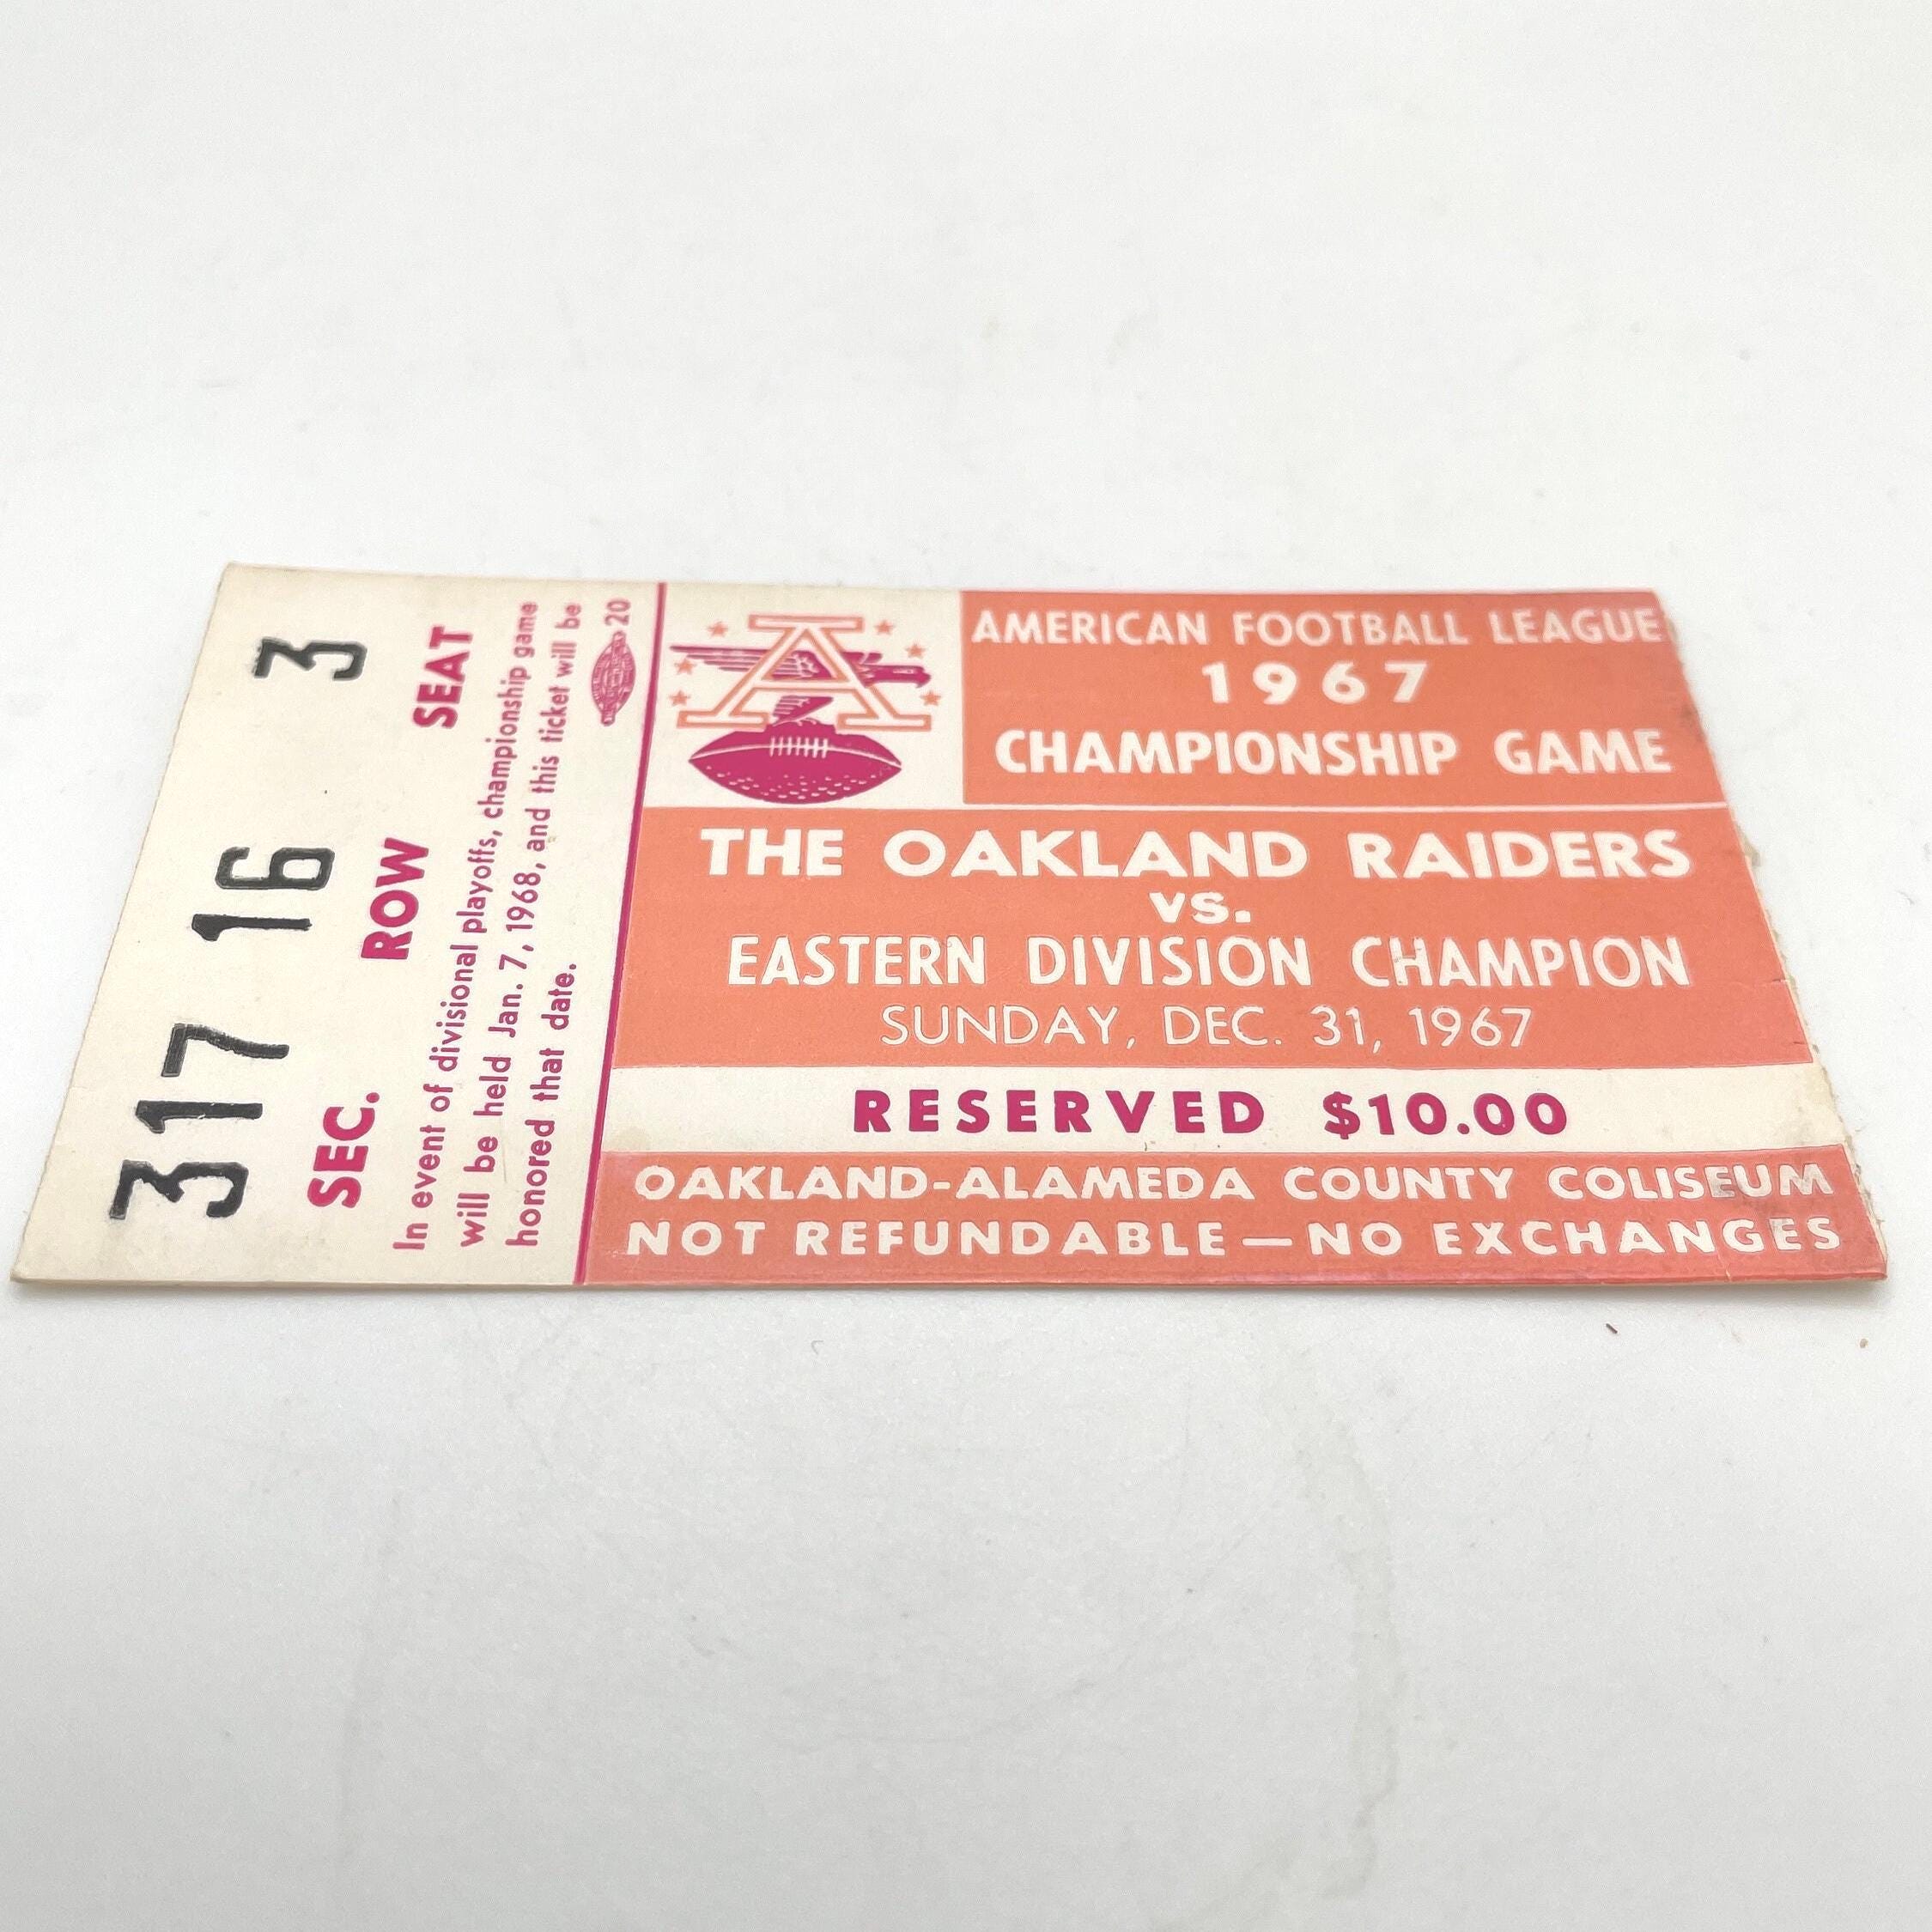 317 16 3
SEC. ROW SEAT
In event of divisional playoffs, championship game
will be held Jan. 7, 1968, and this ticket will be
honored that date.
20
A
AMERICAN FOOTBALL LEAGUE
1967
CHAMPIONSHIP GAME
THE OAKLAND RAIDERS
vs.
EASTERN DIVISION CHAMPION
SUNDAY, DEC. 31, 1967
RESERVED $10.00
OAKLAND-ALAMEDA COUNTY COLISEUM
NOT REFUNDABLE—NO EXCHANGES